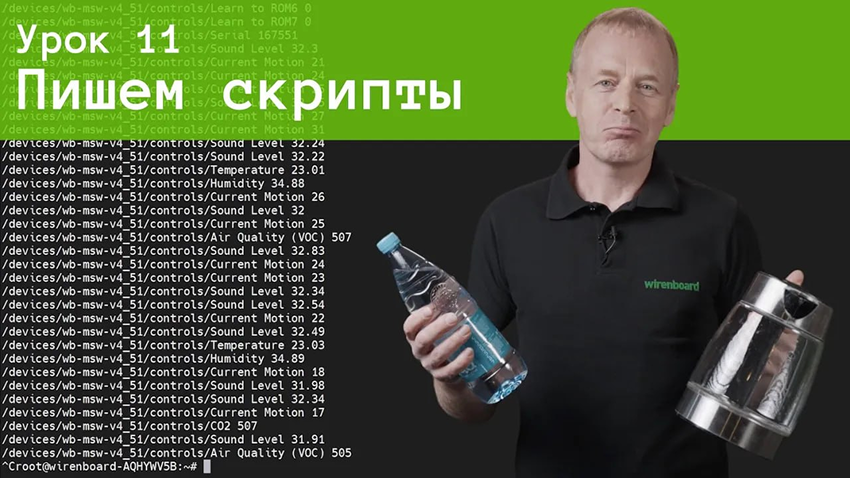 /devices/wb-msw-v4_51/controls/Learn to ROM6 0
/devices/wb-msw-v4_51/controls/Learn to ROM7 0
/devices/wb-msw-v4_51/controls/Serial 167551
/devices/wb-msw-v4_51/controls/Sound Level 32.3
/devices/wb-msw-v4_51/controls/Current Motion 21
Урок 11
Пишем скрипты
/devices/wb-msw-v4_51/controls/Current Motion 27
/devices/wb-msw-v4_51/controls/Current Motion 31
/devices/wb-msw-v4_51/controls/Sound Level 32.24
/devices/wb-msw-v4_51/controls/Sound Level 32.22
/devices/wb-msw-v4_51/controls/Temperature 23.01
/devices/wb-msw-v4_51/controls/Humidity 34.88
/devices/wb-msw-v4_51/controls/Current Motion 26
/devices/wb-msw-v4_51/controls/Sound Level 32
/devices/wb-msw-v4_51/controls/Current Motion 25
/devices/wb-msw-v4_51/controls/Air Quality (VOC) 507
/devices/wb-msw-v4_51/controls/Sound Level 32.83
/devices/wb-msw-v4_51/controls/Current Motion 24
/devices/wb-msw-v4_51/controls/Current Motion 23
/devices/wb-msw-v4_51/controls/Sound Level 32.34
/devices/wb-msw-v4_51/controls/Sound Level 32.54
/devices/wb-msw-v4_51/controls/Current Motion 22
/devices/wb-msw-v4_51/controls/Sound Level 32.49
/devices/wb-msw-v4_51/controls/Temperature 23.03
/devices/wb-msw-v4_51/controls/Humidity 34.89
/devices/wb-msw-v4_51/controls/Current Motion 18
/devices/wb-msw-v4_51/controls/Sound Level 31.98
/devices/wb-msw-v4_51/controls/Sound Level 32.34
/devices/wb-msw-v4_51/controls/Current Motion 17
/devices/wb-msw-v4_51/controls/CO2 507
/devices/wb-msw-v4_51/controls/Sound Level 31.91
/devices/wb-msw-v4_51/controls/Air Quality (VOC) 505
^Croot@wirenboard-AQHYWV5B:~#
wirenboard